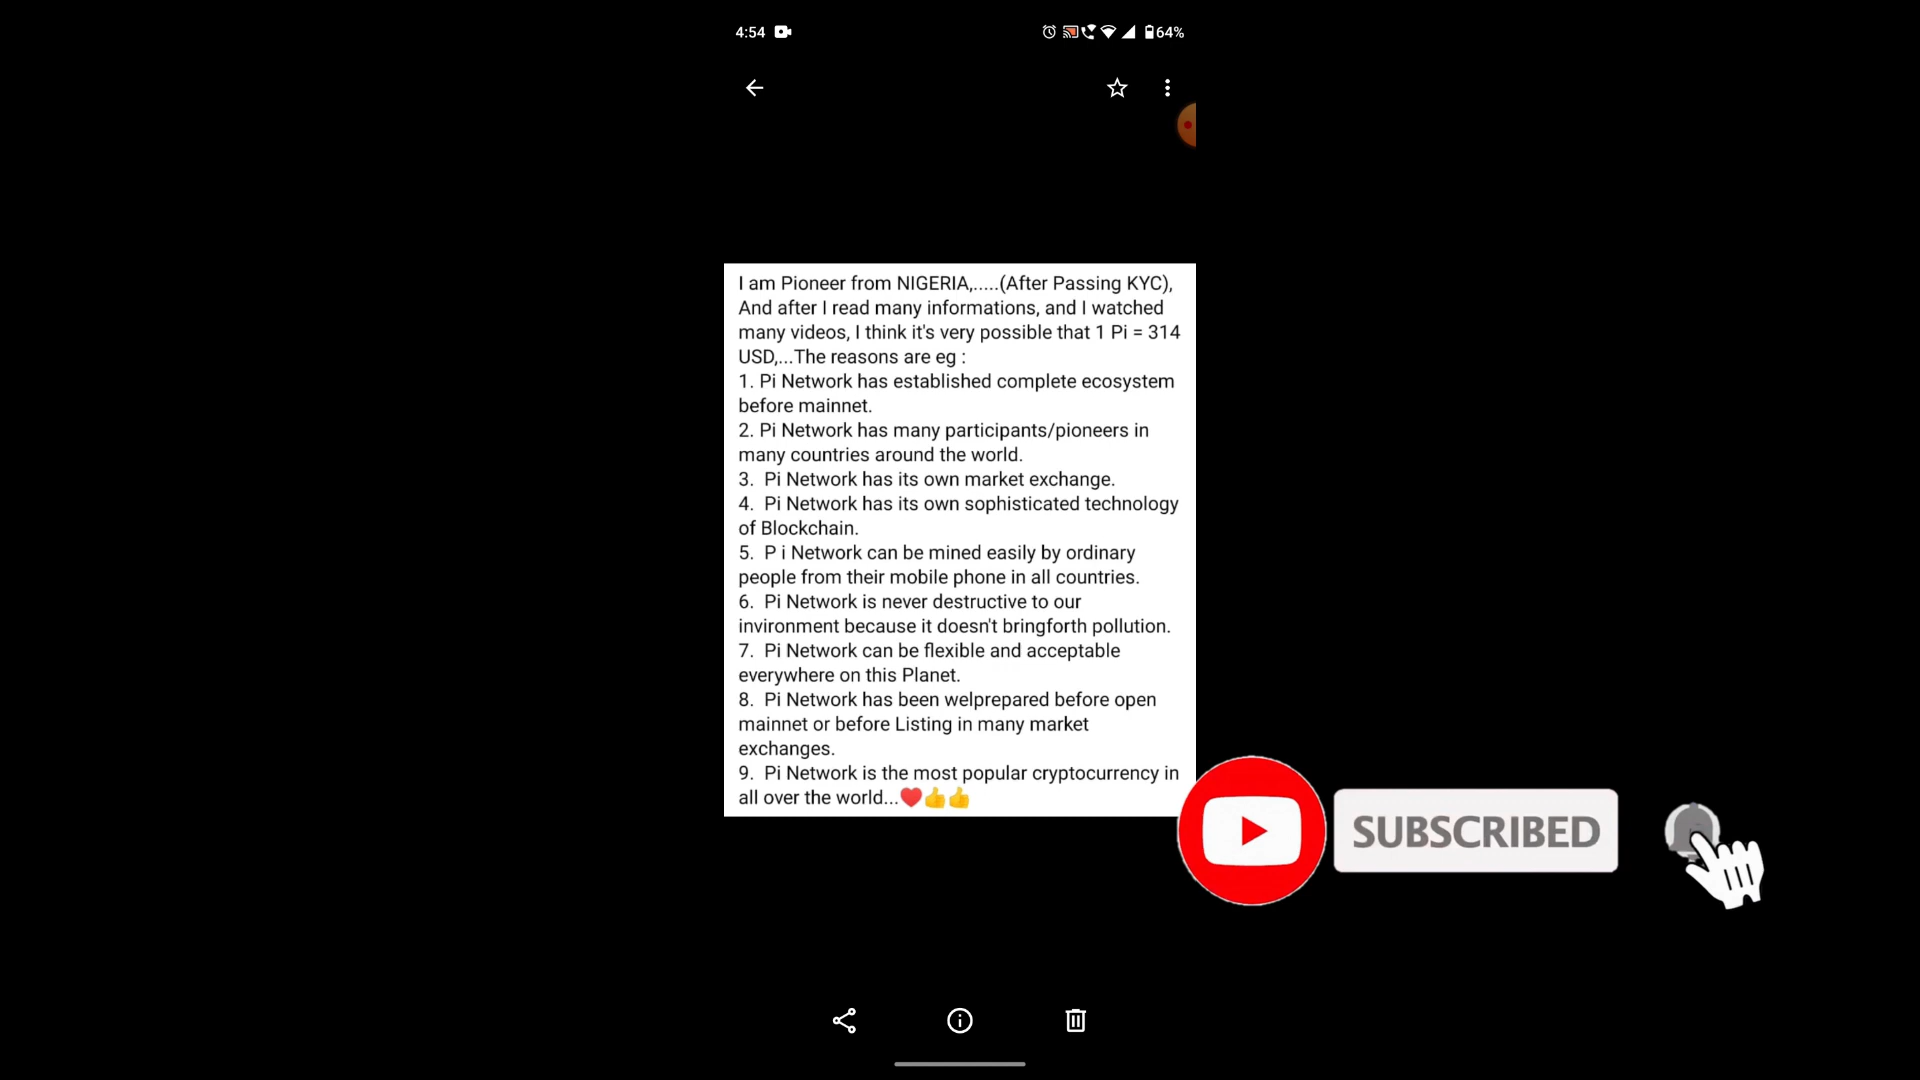 4:54
64%
I am Pioneer from NIGERIA,.....(After Passing KYC),
And after I read many informations, and I watched
many videos, I think it's very possible that 1 Pi = 314
USD,...The reasons are eg :
1. Pi Network has established complete ecosystem
before mainnet.
2. Pi Network has many participants/pioneers in
many countries around the world.
3.  Pi Network has its own market exchange.
4.  Pi Network has its own sophisticated technology
of Blockchain.
5.  P i Network can be mined easily by ordinary
people from their mobile phone in all countries.
6.  Pi Network is never destructive to our
invironment because it doesn't bringforth pollution.
7.  Pi Network can be flexible and acceptable
everywhere on this Planet.
8.  Pi Network has been welprepared before open
mainnet or before Listing in many market
exchanges.
9.  Pi Network is the most popular cryptocurrency in
all over the world...❤️👍👍
SUBSCRIBED